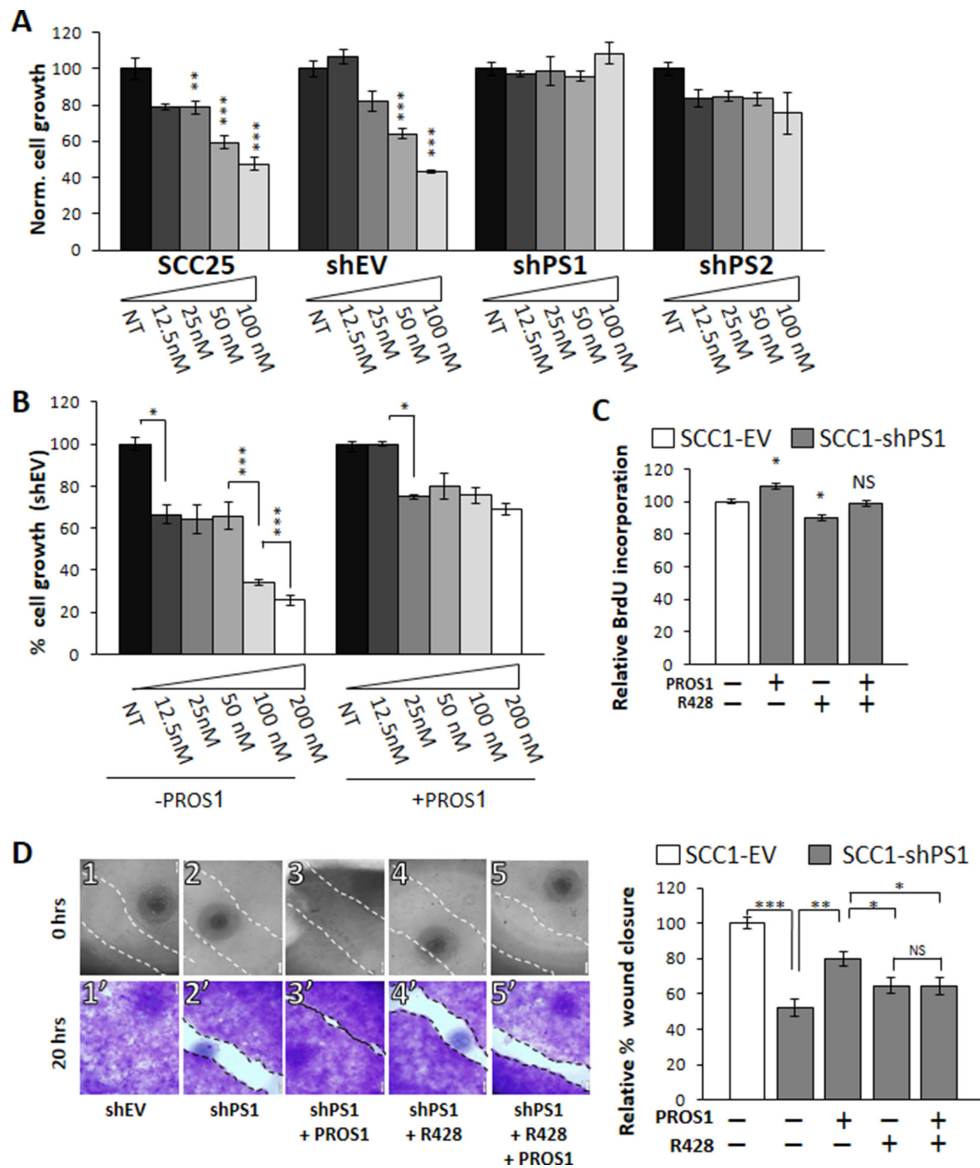 A
Norm. cell growth
120
100
80
60
40
20
0
**
***
***
***
***
SCC25 shEV shPS1 shPS2
NT 12.5nM 25nM 50 nM 100 nM
NT 12.5nM 25nM 50 nM 100 nM
NT 12.5nM 25nM 50 nM 100 nM
NT 12.5nM 25nM 50 nM 100 nM
B
% cell growth (shEV)
120
100
80
60
40
20
0
*
***
***
*
NT 12.5nM 25nM 50 nM 100 nM 200 nM
NT 12.5nM 25nM 50 nM 100 nM 200 nM
-PROS1 +PROS1
C
SCC1-EV SCC1-shPS1
Relative BrdU incorporation
120
100
80
60
40
20
0
* * NS
PROS1 – + – +
R428 – – + +
D
0 hrs
1 2 3 4 5
20 hrs
1' 2' 3' 4' 5'
shEV shPS1 shPS1 shPS1 shPS1
+ PROS1 + R428 + R428
+ PROS1
SCC1-EV SCC1-shPS1
Relative % wound closure
120
100
80
60
40
20
0
*** ** * *
NS
PROS1 – – + – +
R428 – – – + +